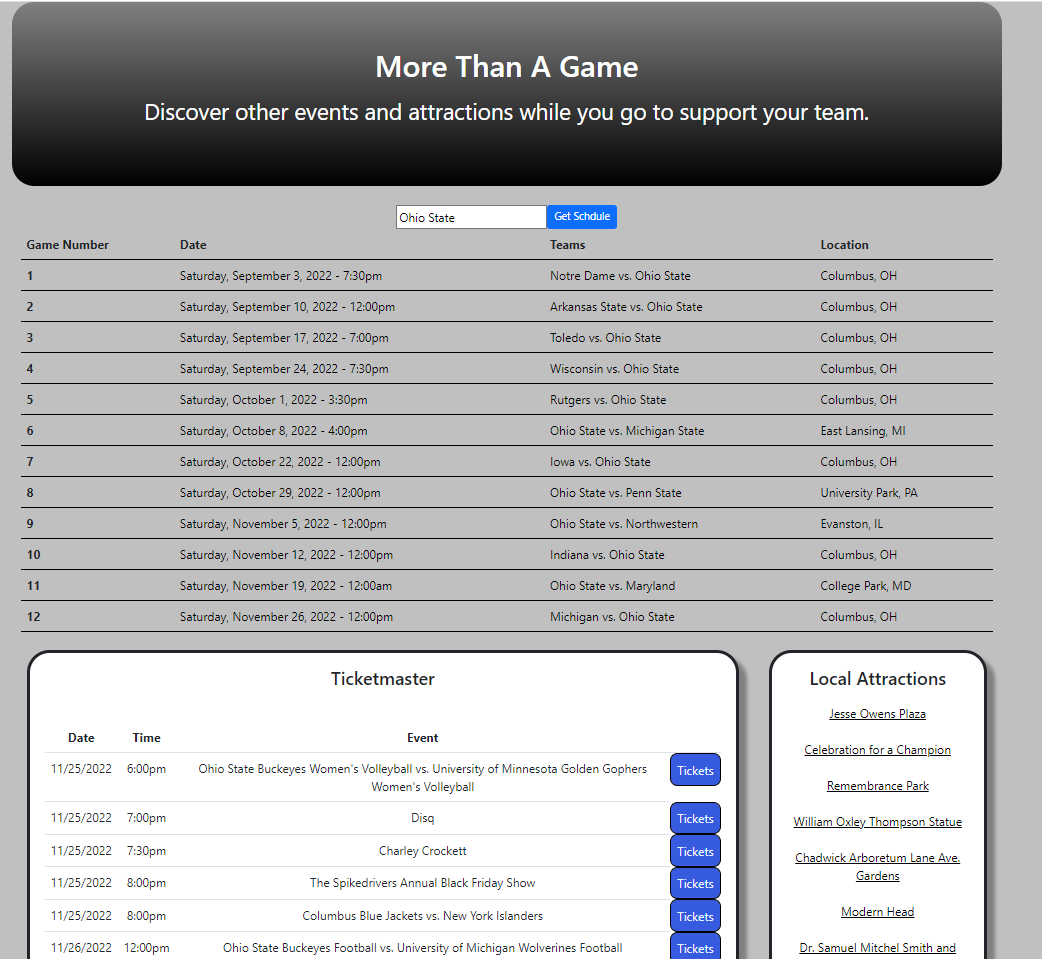 More Than A Game
Discover other events and attractions while you go to support your team.
Ohio State Get Schdule
Game Number Date Teams Location
1 Saturday, September 3, 2022 - 7:30pm Notre Dame vs. Ohio State Columbus, OH
2 Saturday, September 10, 2022 - 12:00pm Arkansas State vs. Ohio State Columbus, OH
3 Saturday, September 17, 2022 - 7:00pm Toledo vs. Ohio State Columbus, OH
4 Saturday, September 24, 2022 - 7:30pm Wisconsin vs. Ohio State Columbus, OH
5 Saturday, October 1, 2022 - 3:30pm Rutgers vs. Ohio State Columbus, OH
6 Saturday, October 8, 2022 - 4:00pm Ohio State vs. Michigan State East Lansing, MI
7 Saturday, October 22, 2022 - 12:00pm Iowa vs. Ohio State Columbus, OH
8 Saturday, October 29, 2022 - 12:00pm Ohio State vs. Penn State University Park, PA
9 Saturday, November 5, 2022 - 12:00pm Ohio State vs. Northwestern Evanston, IL
10 Saturday, November 12, 2022 - 12:00pm Indiana vs. Ohio State Columbus, OH
11 Saturday, November 19, 2022 - 12:00am Ohio State vs. Maryland College Park, MD
12 Saturday, November 26, 2022 - 12:00pm Michigan vs. Ohio State Columbus, OH
Ticketmaster
Date Time Event
11/25/2022 6:00pm Ohio State Buckeyes Women's Volleyball vs. University of Minnesota Golden Gophers Tickets
Women's Volleyball
11/25/2022 7:00pm Disq Tickets
11/25/2022 7:30pm Charley Crockett Tickets
11/25/2022 8:00pm The Spikedrivers Annual Black Friday Show Tickets
11/25/2022 8:00pm Columbus Blue Jackets vs. New York Islanders Tickets
11/26/2022 12:00pm Ohio State Buckeyes Football vs. University of Michigan Wolverines Football Tickets
Local Attractions
Jesse Owens Plaza
Celebration for a Champion
Remembrance Park
William Oxley Thompson Statue
Chadwick Arboretum Lane Ave.
Gardens
Modern Head
Dr. Samuel Mitchel Smith and